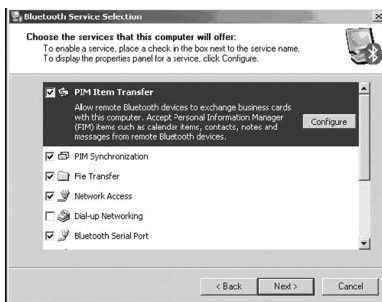 Bluetooth Service Selection
Choose the services that this computer will offer:
To enable a service, place a check in the box next to the service name.
To display the properties panel for a service, click Configure.
PIM Item Transfer
Allow remote Bluetooth devices to exchange business cards
with this computer. Accept Personal Information Manager
(PIM) items such as calendar items, contacts, notes and
messages from remote Bluetooth devices.
Configure
PIM Synchronization
File Transfer
Network Access
Dial-up Networking
Bluetooth Serial Port
< Back
Next >
Cancel